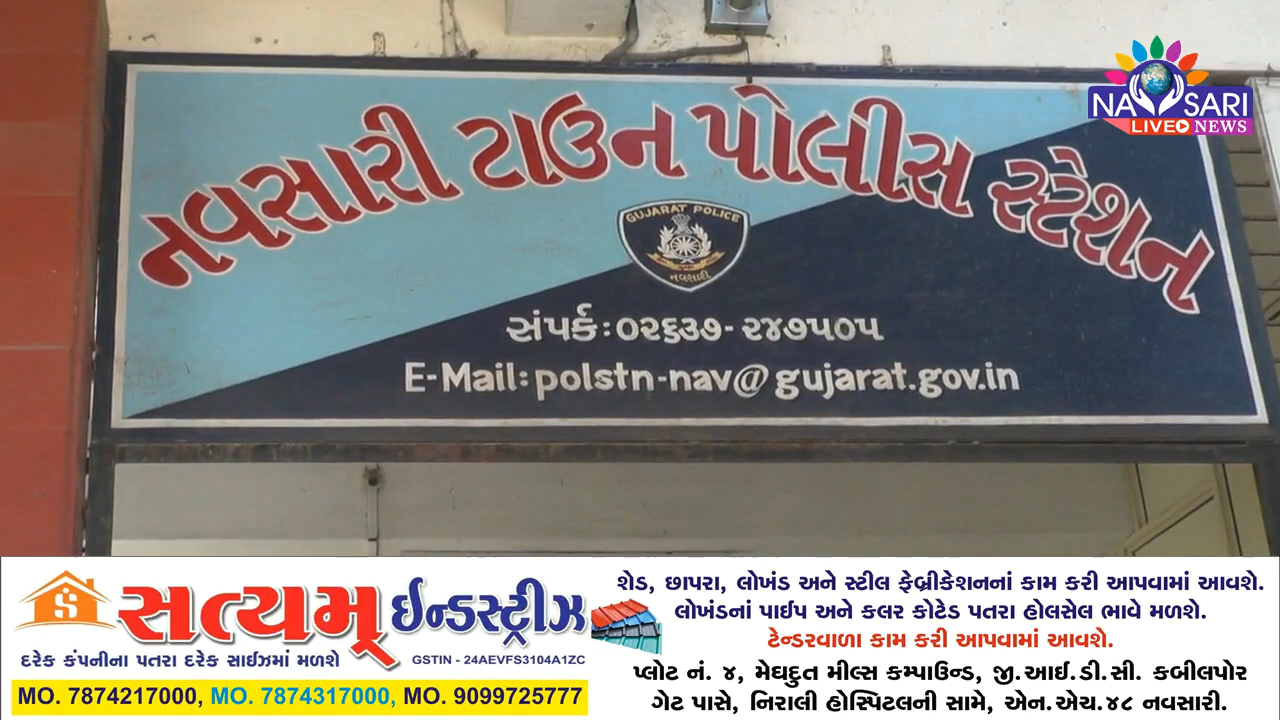 NAVSARI
LIVE NEWS
નવસારી ટાઉન પોલીસ સ્ટેશન
GUJARAT POLICE
નવસારી
સંપર્ક : ૦૨૬૩૭- ૨૪૭૫૦૫
E-Mail: polstn-nav@gujarat.gov.in
સત્યમ્ ઈન્ડસ્ટ્રીઝ
દરેક કંપનીના પતરા દરેક સાઈઝમાં મળશે
GSTIN - 24AEVFS3104A1ZC
MO. 7874217000, MO. 7874317000, MO. 9099725777
શેડ, છાપરા, લોખંડ અને સ્ટીલ ફેબ્રીકેશનનાં કામ કરી આપવામાં આવશે.
લોખંડનાં પાઈપ અને કલર કોટેડ પતરા હોલસેલ ભાવે મળશે.
ટેન્ડરવાળા કામ કરી આપવામાં આવશે.
પ્લોટ નં. ૪, મેઘદુત મીલ્સ કમ્પાઉન્ડ, જી.આઈ.ડી.સી. કબીલપોર
ગેટ પાસે, નિરાલી હોસ્પિટલની સામે, એન.એચ.૪૮ નવસારી.